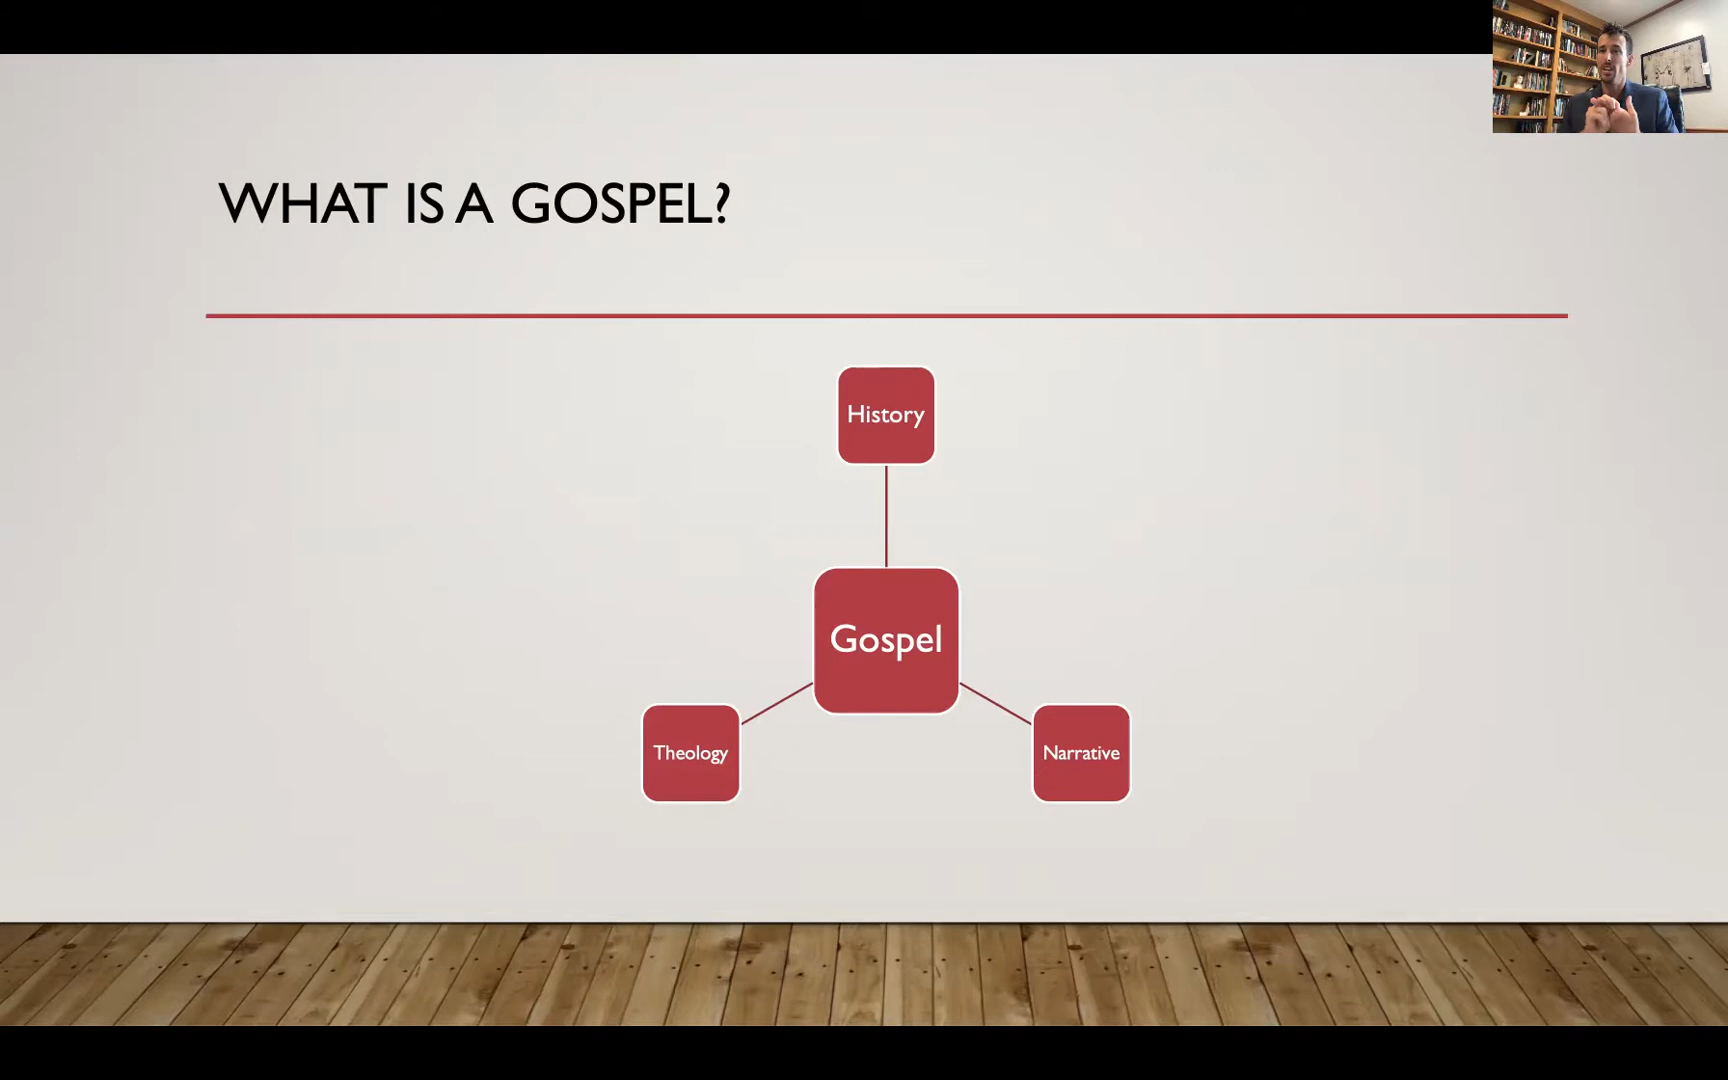 WHAT IS A GOSPEL?
History
Gospel
Theology
Narrative